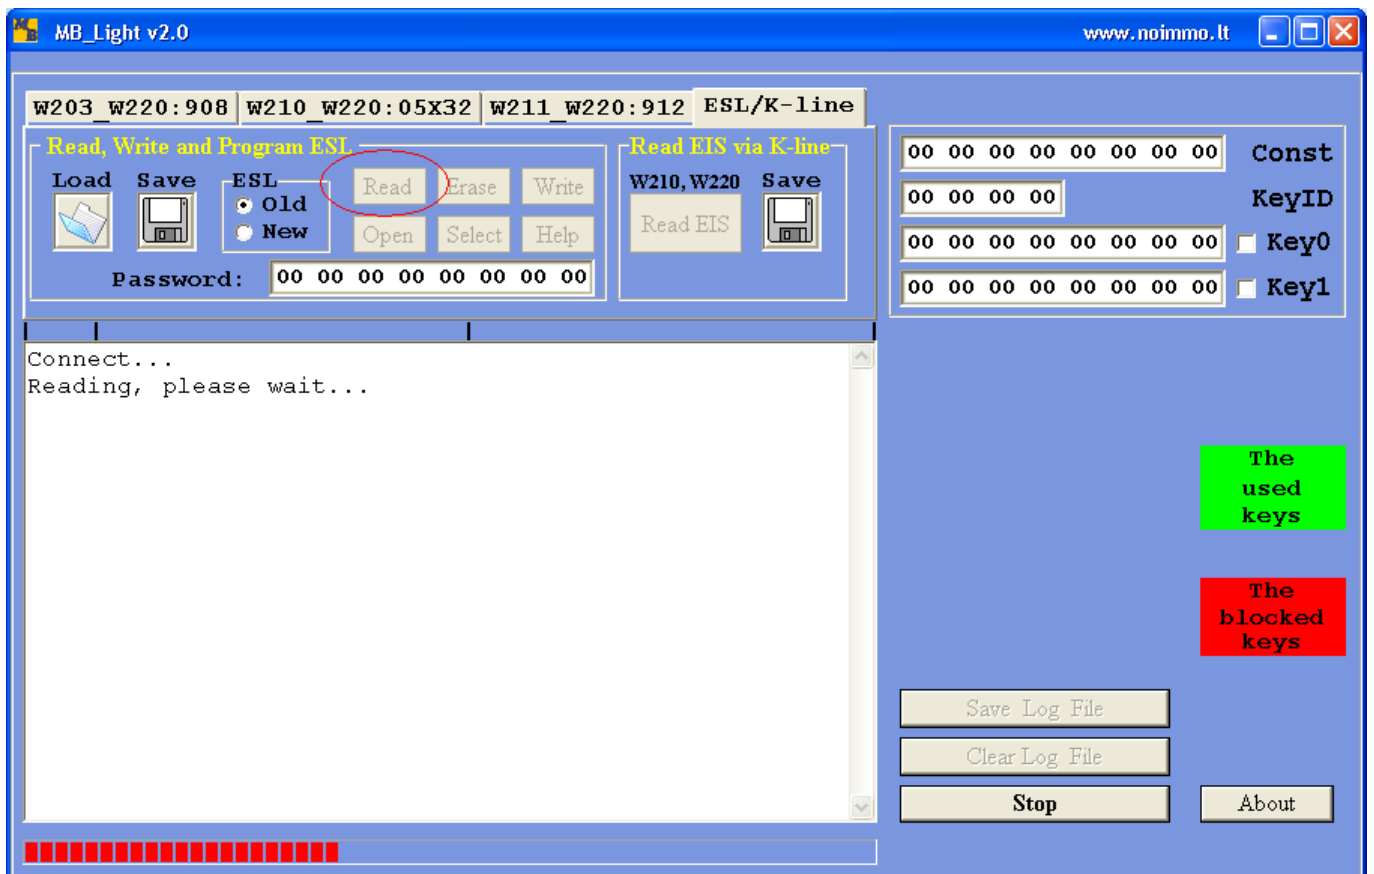 MB_Light v2.0
www.noimmo.lt
W203_W220:908 W210_W220:05X32 W211_W220:912 ESL/K-line
Read, Write and Program ESL
Load Save ESL
Old
New
Read Erase Write
Open Select Help
Password: 00 00 00 00 00 00 00 00
Read EIS via K-line
W210, W220 Save
Read EIS
00 00 00 00 00 00 00 00 Const
00 00 00 00 KeyID
00 00 00 00 00 00 00 00 Key0
00 00 00 00 00 00 00 00 Key1
Connect...
Reading, please wait...
The
used
keys
The
blocked
keys
Save Log File
Clear Log File
Stop
About